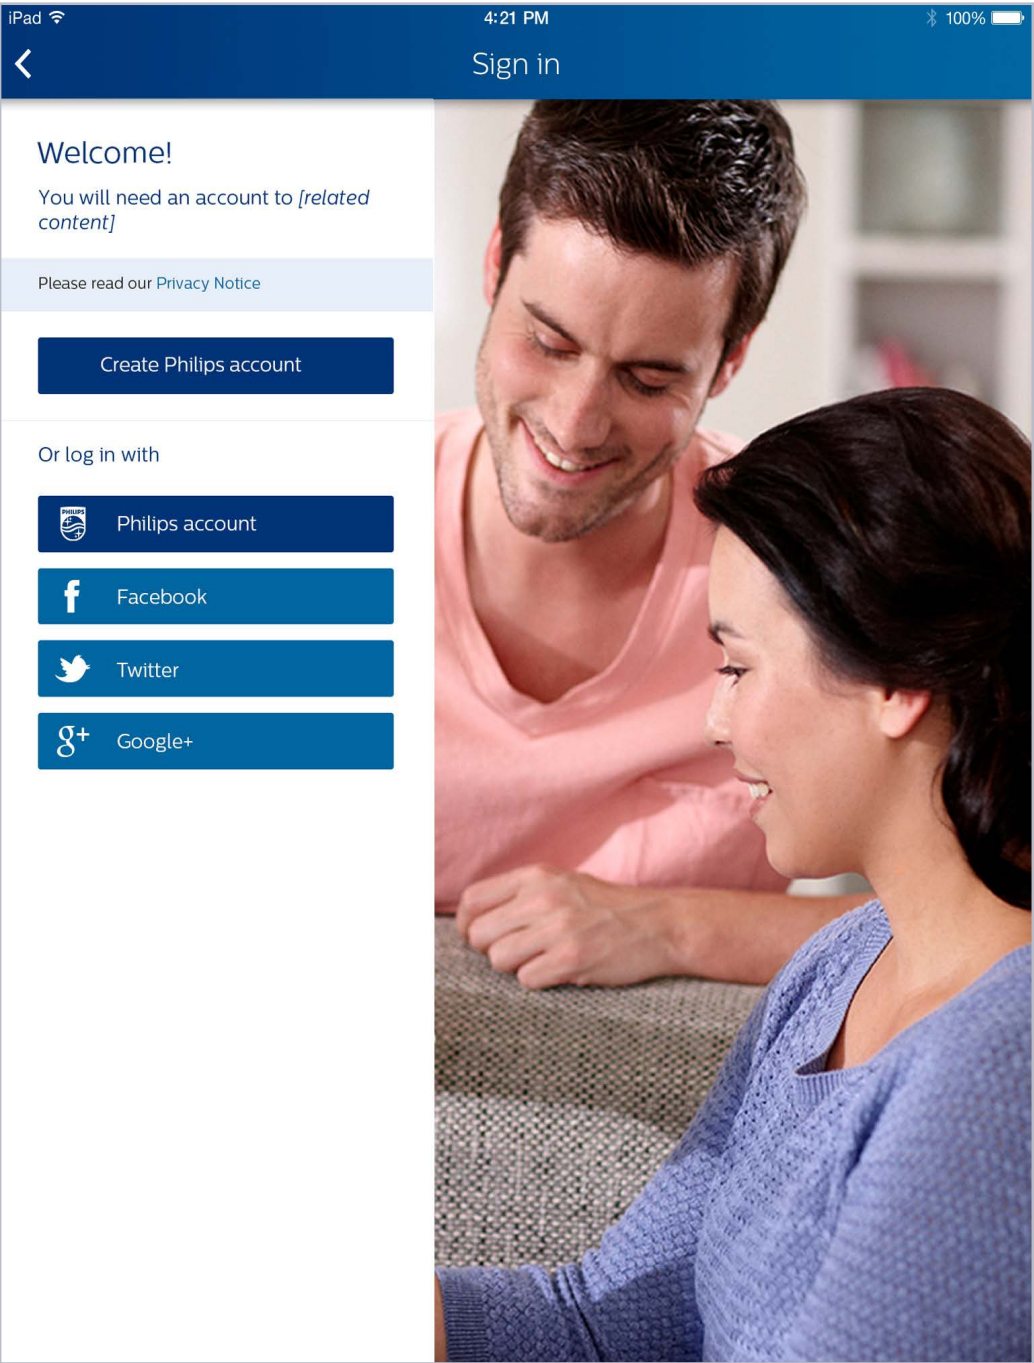 iPad
4:21 PM
100%
Sign in
Welcome!
You will need an account to [related
content]
Please read our Privacy Notice
Create Philips account
Or log in with
PHILIPS
Philips account
f
Facebook
Twitter
g+
Google+